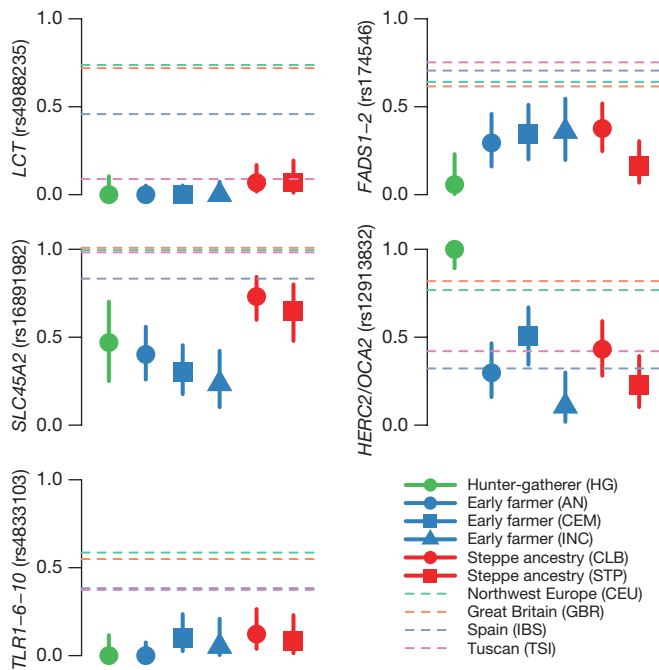 LCT (rs4988235)
1.0
0.5
0.0
FADS1–2 (rs174546)
1.0
0.5
0.0
SLC45A2 (rs16891982)
1.0
0.5
0.0
HERC2/OCA2 (rs12913832)
1.0
0.5
0.0
TLR1–6–10 (rs4833103)
1.0
0.5
0.0
Hunter-gatherer (HG)
Early farmer (AN)
Early farmer (CEM)
Early farmer (INC)
Steppe ancestry (CLB)
Steppe ancestry (STP)
Northwest Europe (CEU)
Great Britain (GBR)
Spain (IBS)
Tuscan (TSI)